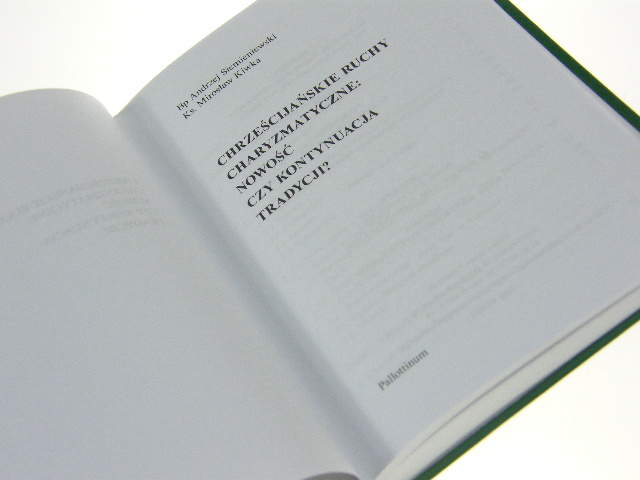 Bp Andrzej Siemieniewski
Ks. Mirosław Kiwka
CHRZEŚCIJAŃSKIE RUCHY
CHARYZMATYCZNE:
NOWOŚĆ
CZY KONTYNUACJA
TRADYCJI?
Pallottinum